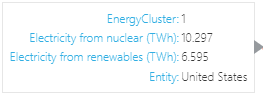 EnergyCluster: 1
Electricity from nuclear (TWh): 10.297
Electricity from renewables (TWh): 6.595
Entity: United States